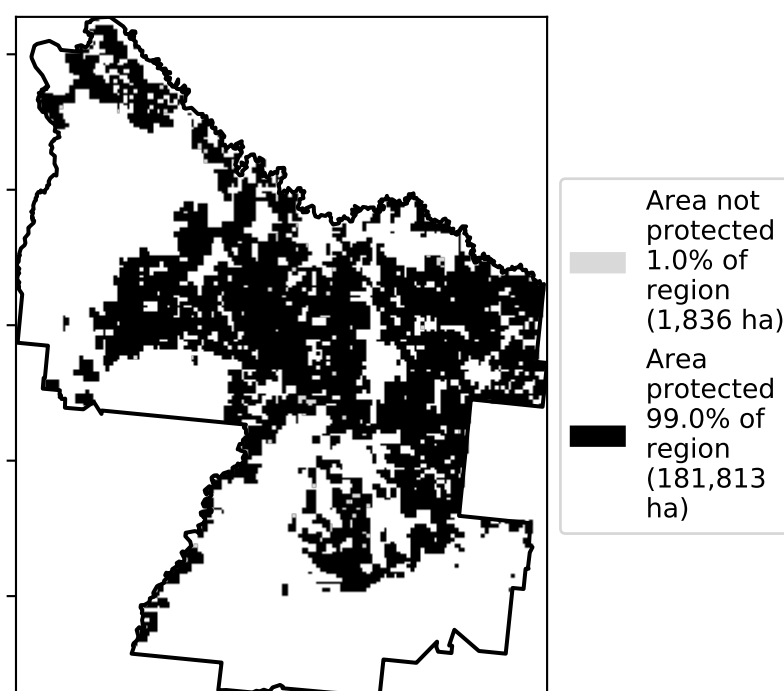 Area not
protected
1.0% of
region
(1,836 ha)
Area
protected
99.0% of
region
(181,813
ha)